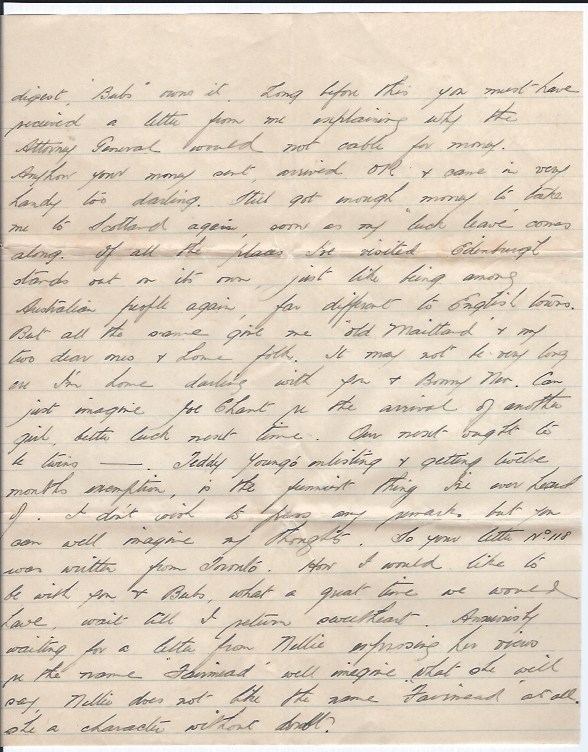 digest, "Bubs" owns it. Long before this you must have
received a letter from me explaining why the
Attorney General would not cable for money.
Anyhow your money sent, arrived OK & came in very
handy too darling. Still got enough money to take
me to Scotland again, soon as my "luck leave" comes
along. Of all the places I've visited Edinburgh
stands out on its own, just like being among
Australian people again, far different to English towns.
But all the same give me "old Maitland" & my
two dear ones & home folk. It may not be very long
ere I'm home darling with you & Bonny Nev. Can
just imagine Joe Chant re the arrival of another
girl, better luck next time. Our next ought to
be twins —. Teddy Young's enlisting & getting twelve
months exemption, is the funniest thing I've ever heard
of. I don't wish to pass any remark, but you
can well imagine my thoughts. So your letter No 118
was written from Toronto. How I would like to
be with you & Bubs, what a great time we would
have, wait till I return sweetheart. Anxiously
waiting for a letter from Nellie expressing her views
re the name "Fairmead" will imagine what she will
say, Nellie does not like the name "Fairmead" at all.
she a character without doubt.